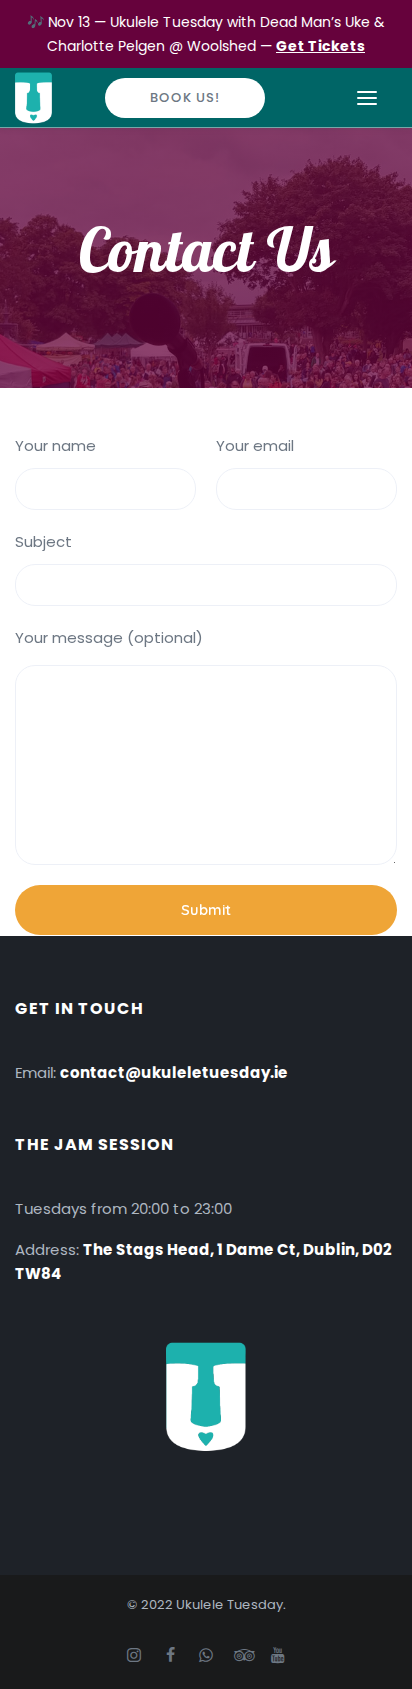 🎶 Nov 13 — Ukulele Tuesday with Dead Man’s Uke &
Charlotte Pelgen @ Woolshed — Get Tickets
BOOK US!
Contact Us
Your name Your email
Subject
Your message (optional)
Submit
GET IN TOUCH
Email: contact@ukuleletuesday.ie
THE JAM SESSION
Tuesdays from 20:00 to 23:00
Address: The Stags Head, 1 Dame Ct, Dublin, D02
TW84
© 2022 Ukulele Tuesday.